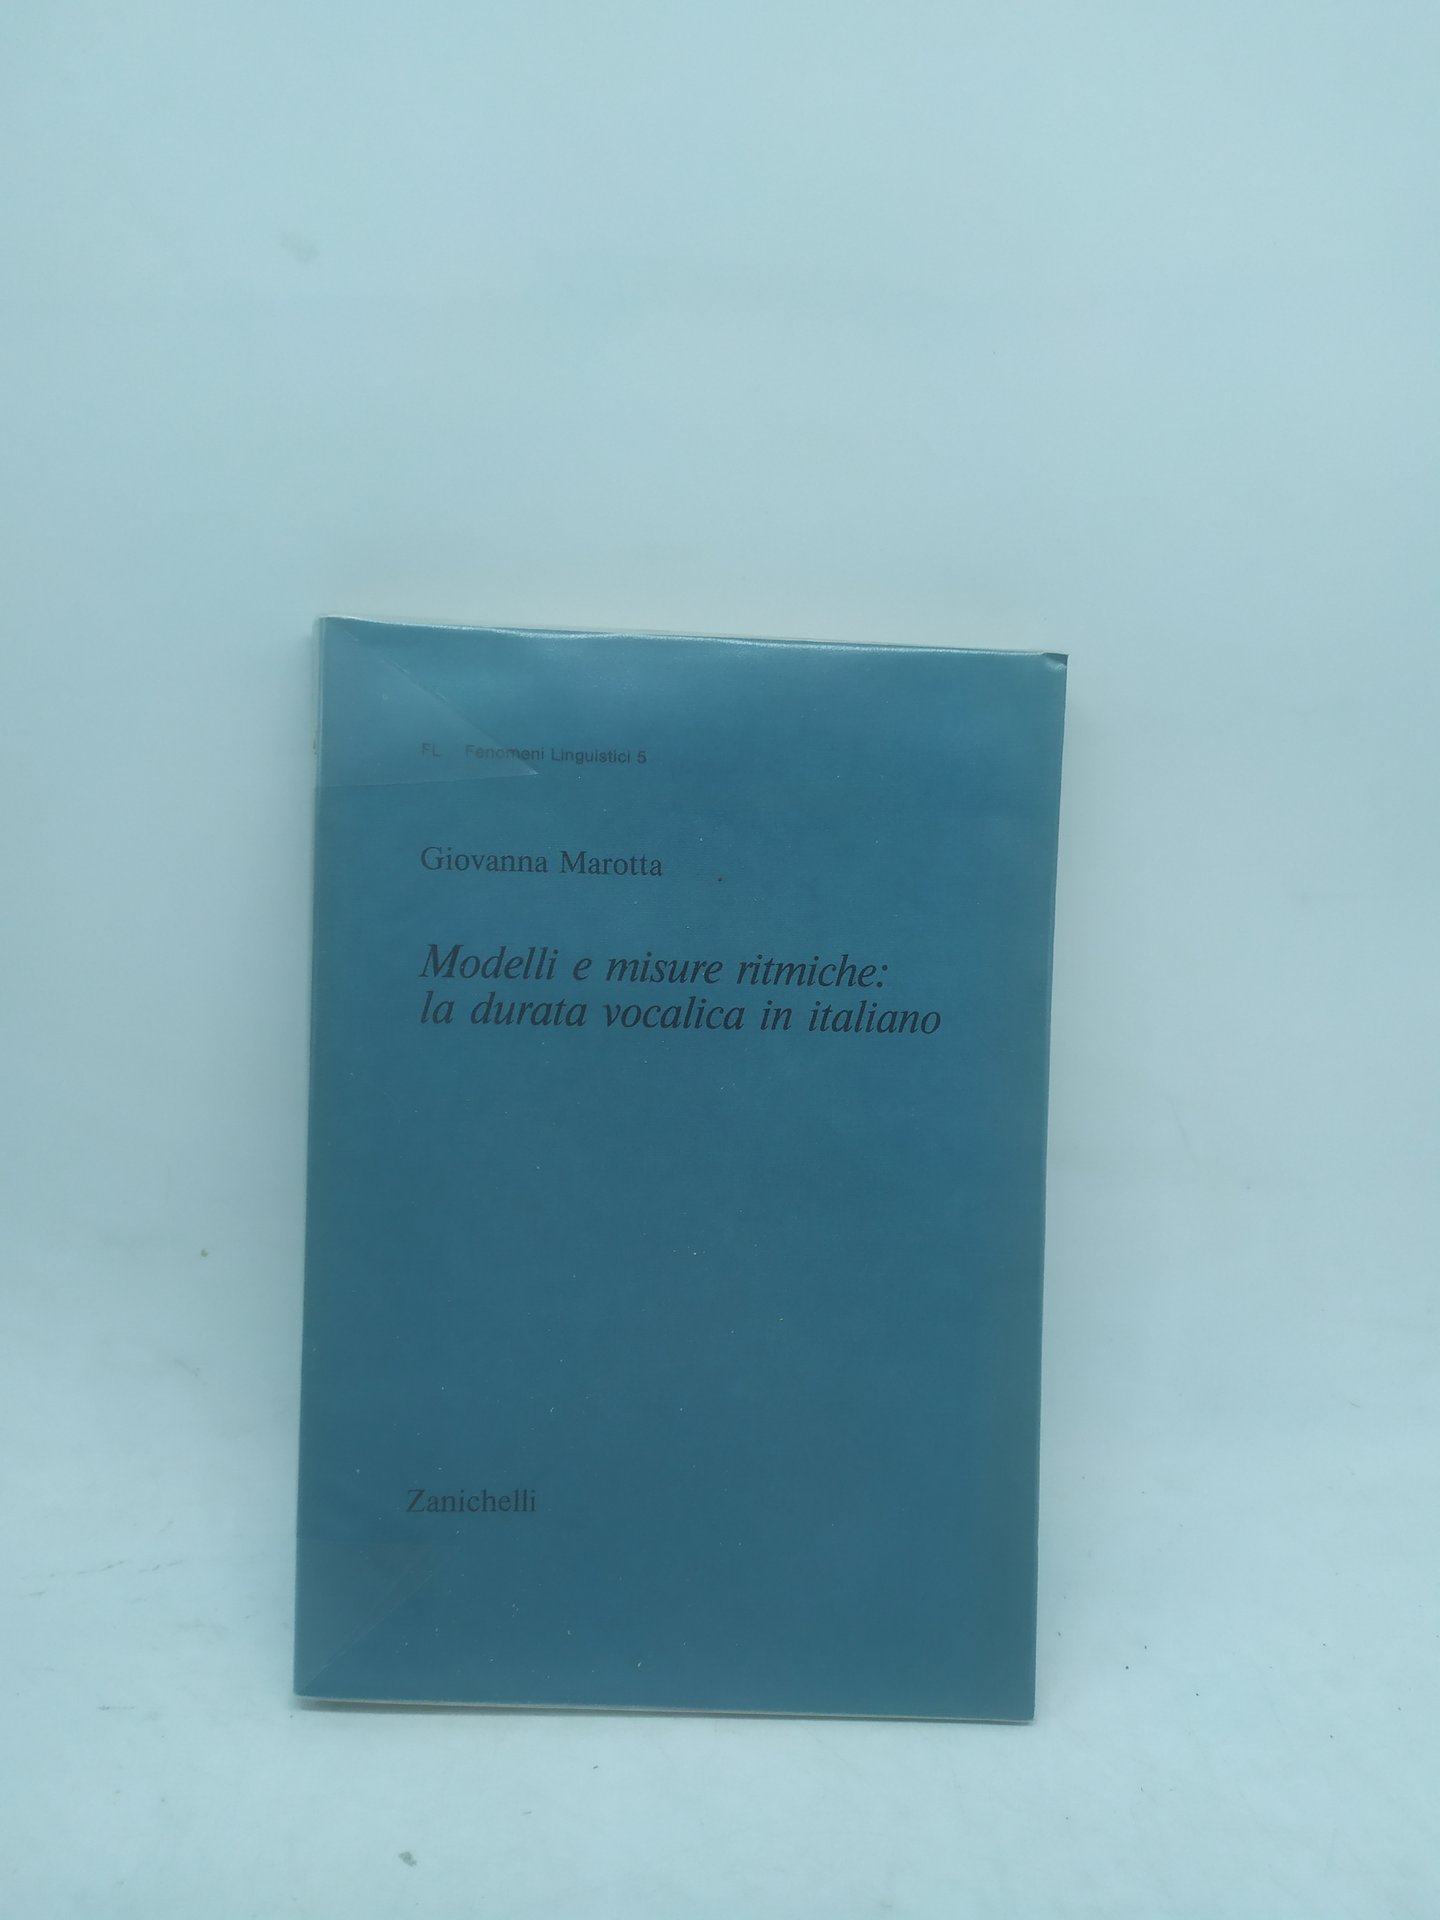 FL Fenomeni Linguistici 5
Giovanna Marotta
Modelli e misure ritmiche:
la durata vocalica in italiano
Zanichelli